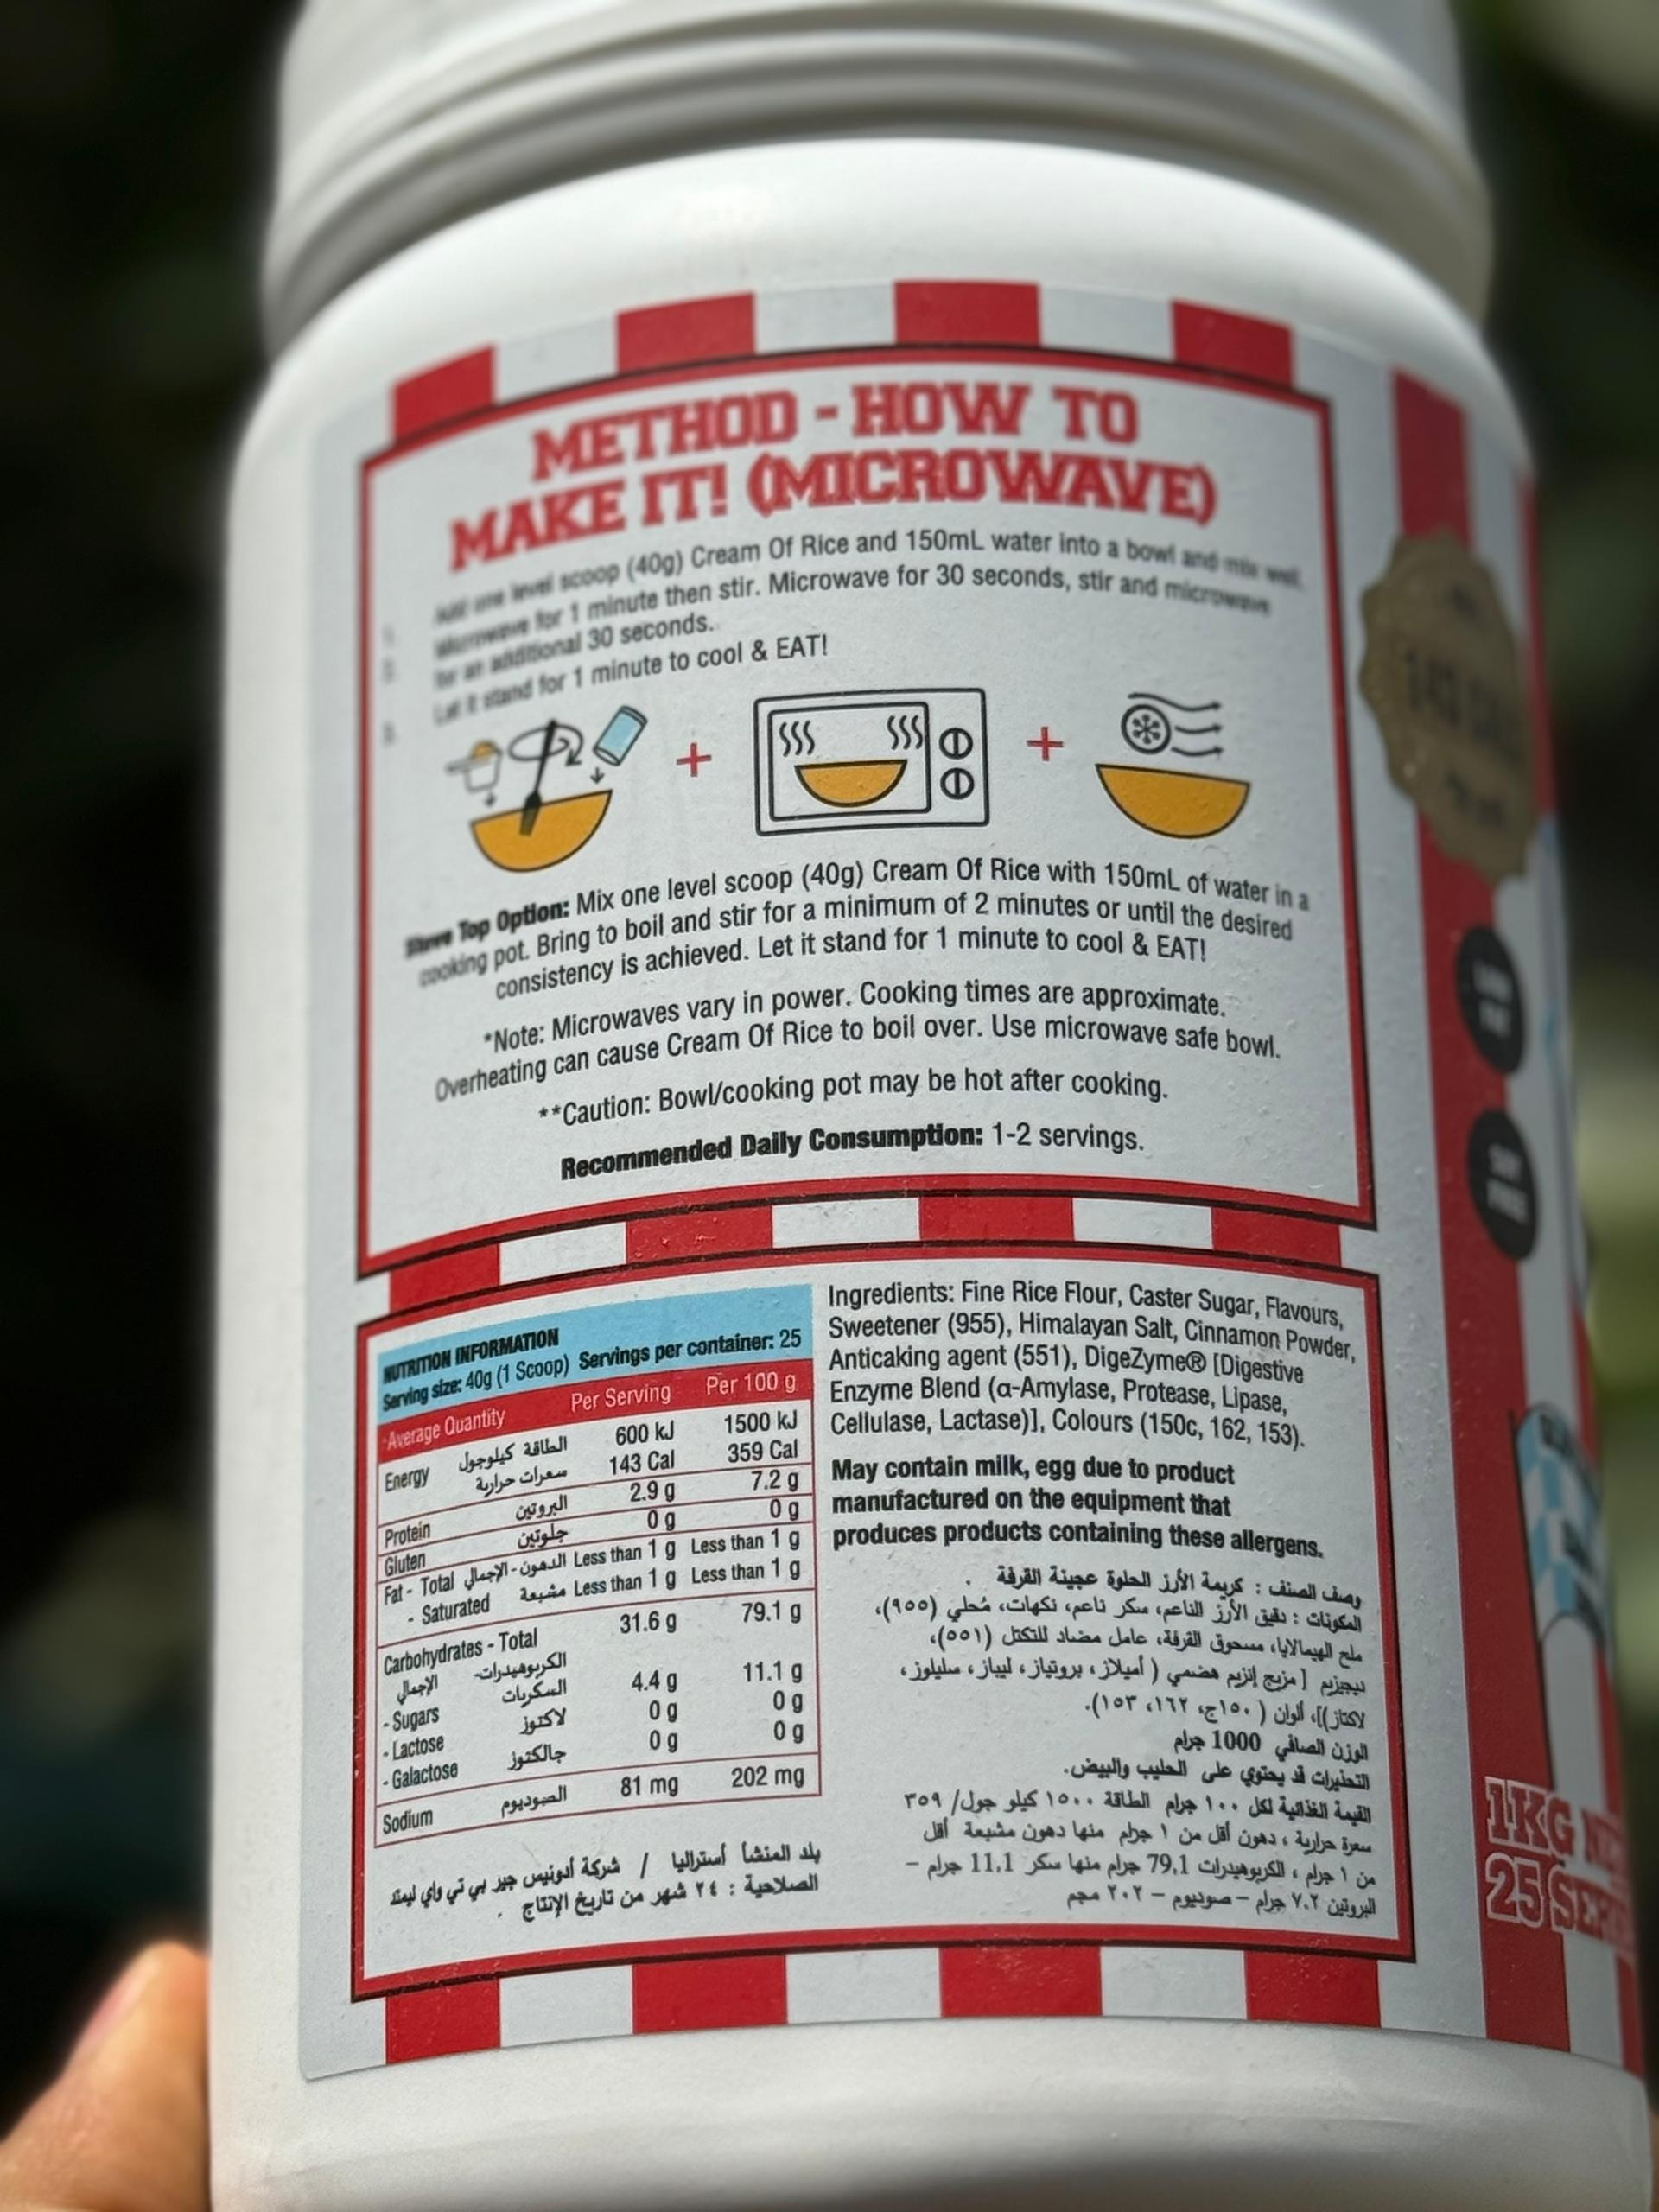 METHOD - HOW TO
MAKE IT! (MICROWAVE)
1. Add one level scoop (40g) Cream Of Rice and 150mL water into a bowl and mix well.
2. Microwave for 1 minute then stir. Microwave for 30 seconds, stir and microwave
for an additional 30 seconds.
3. Let it stand for 1 minute to cool & EAT!
Stove Top Option: Mix one level scoop (40g) Cream Of Rice with 150mL of water in a
cooking pot. Bring to boil and stir for a minimum of 2 minutes or until the desired
consistency is achieved. Let it stand for 1 minute to cool & EAT!
*Note: Microwaves vary in power. Cooking times are approximate.
Overheating can cause Cream Of Rice to boil over. Use microwave safe bowl.
**Caution: Bowl/cooking pot may be hot after cooking.
Recommended Daily Consumption: 1-2 servings.
NUTRITION INFORMATION
Serving size: 40g (1 Scoop) Servings per container: 25
*Average Quantity Per Serving Per 100 g
Energy الطاقة كيلوجول 600 kJ 1500 kJ
سعرات حرارية 143 Cal 359 Cal
Protein البروتين 2.9 g 7.2 g
Gluten جلوتين 0 g 0 g
Fat - Total الدهون - الإجمالي Less than 1 g Less than 1 g
- Saturated مشبعة Less than 1 g Less than 1 g
Carbohydrates - Total 31.6 g 79.1 g
الكربوهيدرات-
الإجمالي
- Sugars السكريات 4.4 g 11.1 g
- Lactose لاكتوز 0 g 0 g
- Galactose جالكتوز 0 g 0 g
Sodium الصوديوم 81 mg 202 mg
بلد المنشأ أستراليا / شركة أدونيس جير بي تي واي ليمتد
الصلاحية : ٢٤ شهر من تاريخ الإنتاج .
Ingredients: Fine Rice Flour, Caster Sugar, Flavours,
Sweetener (955), Himalayan Salt, Cinnamon Powder,
Anticaking agent (551), DigeZyme® [Digestive
Enzyme Blend (α-Amylase, Protease, Lipase,
Cellulase, Lactase)], Colours (150c, 162, 153).
May contain milk, egg due to product
manufactured on the equipment that
produces products containing these allergens.
وصف الصنف : كريمة الأرز الحلوة عجينة القرفة .
المكونات : دقيق الأرز الناعم، سكر ناعم، نكهات، مُحلي (٩٥٥)،
ملح الهيمالايا، مسحوق القرفة، عامل مضاد للتكتل (٥٥١)،
ديجيزيم [ مزيج إنزيم هضمي ( أميلاز، بروتياز، ليباز، سليلوز،
لاكتاز)]، ألوان ( ١٥٠ج، ١٦٢، ١٥٣).
الوزن الصافي 1000 جرام
التحذيرات قد يحتوي على الحليب والبيض.
القيمة الغذائية لكل ١٠٠ جرام الطاقة ١٥٠٠ كيلو جول/ ٣٥٩
سعرة حرارية ، دهون أقل من ١ جرام منها دهون مشبعة أقل
من ١ جرام ، الكربوهيدرات 79,1 جرام منها سكر 11,1 جرام –
البروتين ٧.٢ جرام – صوديوم – ٢٠٢ مجم
1KG
25